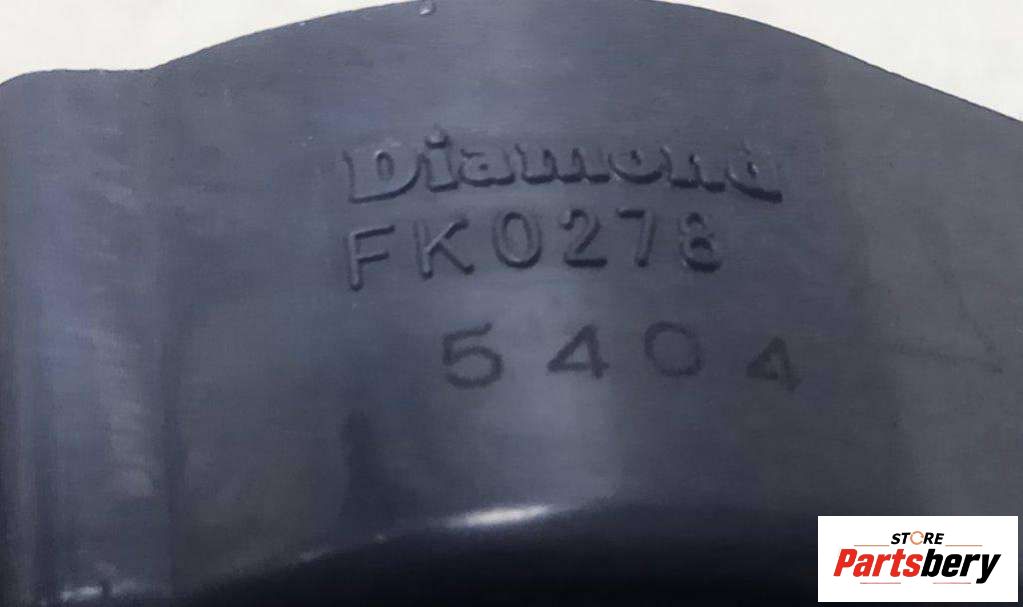 Diamond
FK0278
5404
STORE
Partsbery